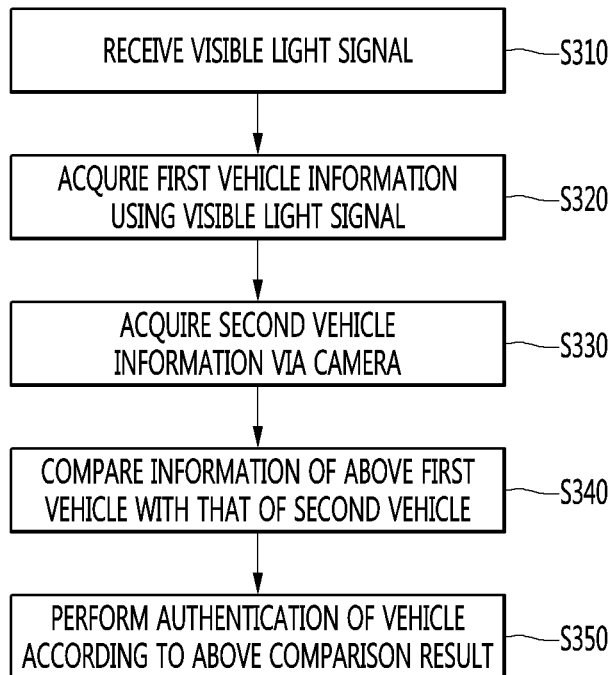 RECEIVE VISIBLE LIGHT SIGNAL
S310
ACQURIE FIRST VEHICLE INFORMATION
USING VISIBLE LIGHT SIGNAL
S320
ACQUIRE SECOND VEHICLE
INFORMATION VIA CAMERA
S330
COMPARE INFORMATION OF ABOVE FIRST
VEHICLE WITH THAT OF SECOND VEHICLE
S340
PERFORM AUTHENTICATION OF VEHICLE
ACCORDING TO ABOVE COMPARISON RESULT
S350